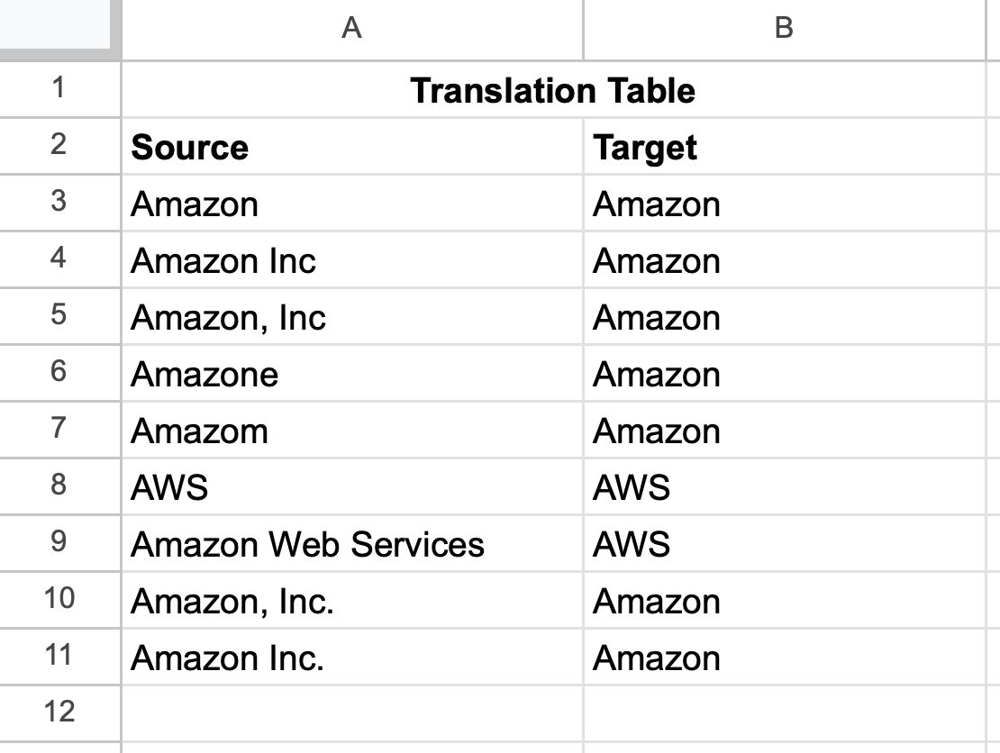 A B
1 Translation Table
2 Source Target
3 Amazon Amazon
4 Amazon Inc Amazon
5 Amazon, Inc Amazon
6 Amazone Amazon
7 Amazom Amazon
8 AWS AWS
9 Amazon Web Services AWS
10 Amazon, Inc. Amazon
11 Amazon Inc. Amazon
12